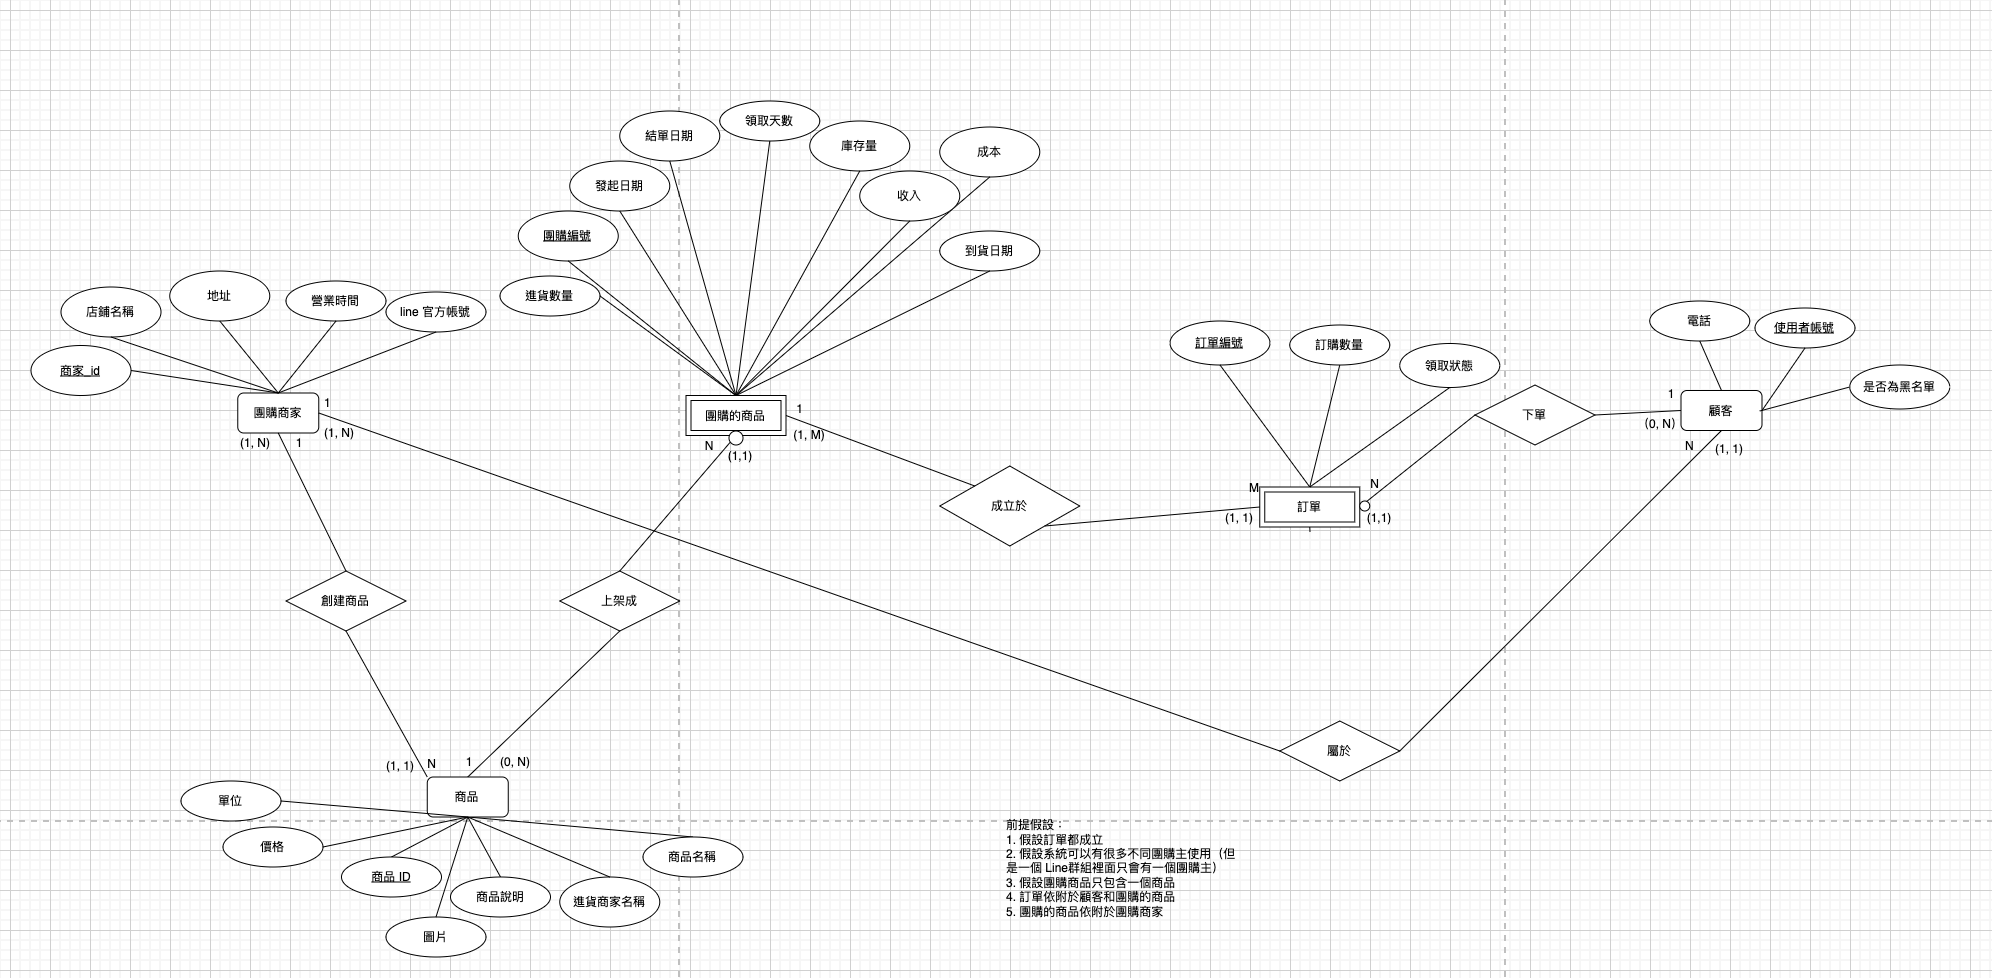 領取天數
結單日期
庫存量
成本
發起日期
收入
團購編號
到貨日期
進貨數量
店鋪名稱
地址
營業時間
line 官方帳號
商家_id
電話
使用者帳號
訂單編號
訂購數量
領取狀態
是否為黑名單
團購商家
1
(1, N)
(1, N)
1
團購的商品
1
(1, M)
N
(1,1)
下單
1
(0, N)
顧客
N
(1, 1)
成立於
M
(1, 1)
訂單
N
(1,1)
創建商品
上架成
屬於
(1, 1)
N
1
(0, N)
商品
單位
價格
商品 ID
商品說明
進貨商家名稱
商品名稱
圖片
前提假設：
1. 假設訂單都成立
2. 假設系統可以有很多不同團購主使用（但
是一個 Line群組裡面只會有一個團購主）
3. 假設團購商品只包含一個商品
4. 訂單依附於顧客和團購的商品
5. 團購的商品依附於團購商家